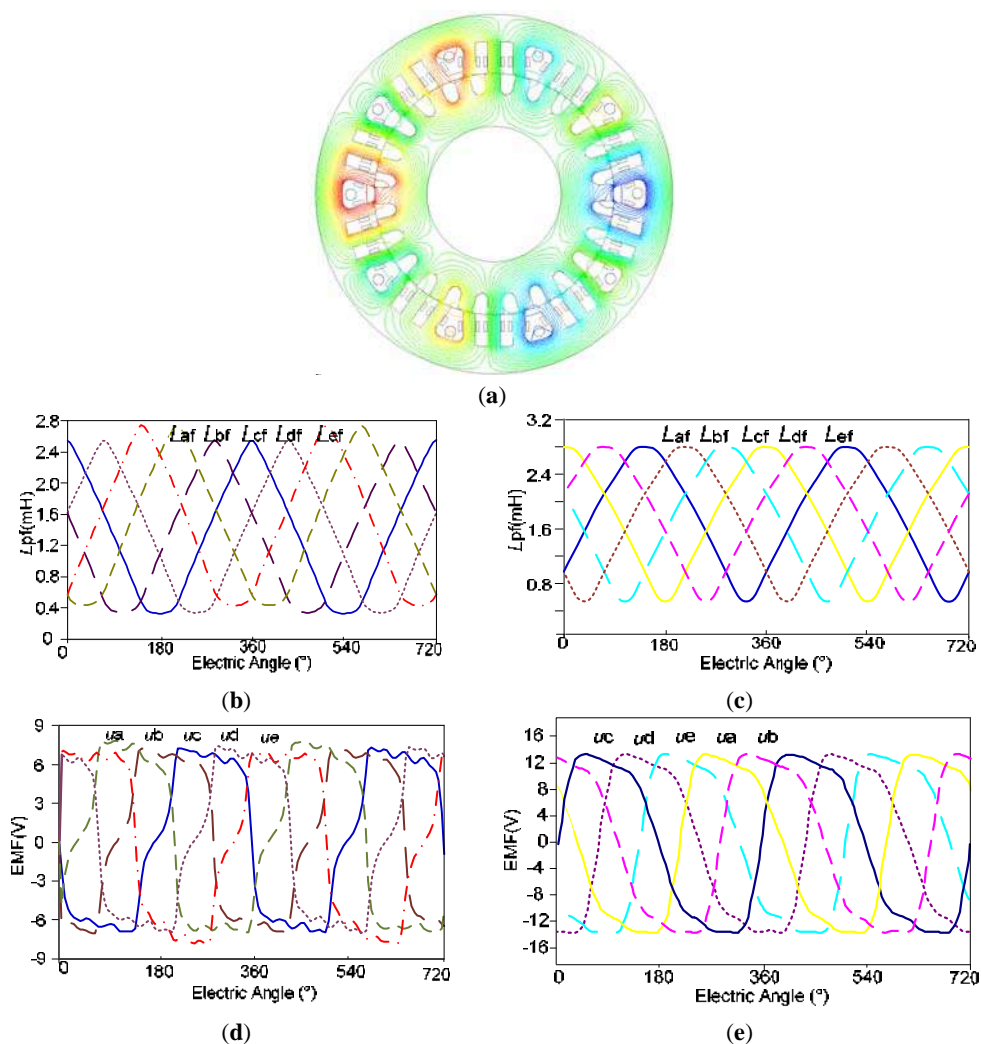 (a)
2.8
2.4
2.0
1.6
1.2
0.8
0.4
0
Lpf(mH)
Laf Lbf Lcf Ldf Lef
0 180 360 540 720
Electric Angle (°)
(b)
3.2
2.4
1.6
0.8
Lpf(mH)
Laf Lbf Lcf Ldf Lef
0 180 360 540 720
Electric Angle (°)
(c)
9
6
3
0
-3
-6
-9
EMF(V)
ua ub uc ud ue
0 180 360 540 720
Electric Angle (°)
(d)
16
12
8
4
0
-4
-8
-12
-16
EMF(V)
uc ud ue ua ub
0 180 360 540 720
Electric Angle (°)
(e)